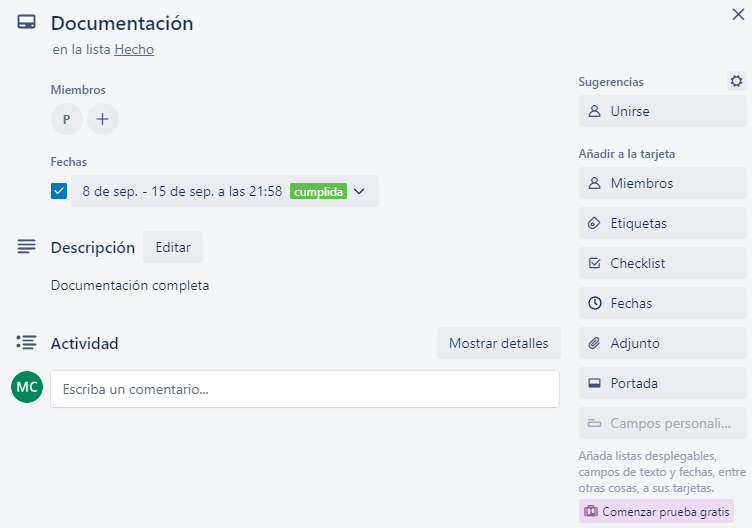 Documentación
en la lista Hecho
Miembros
P
Fechas
8 de sep. - 15 de sep. a las 21:58 cumplida
Descripción Editar
Documentación completa
Actividad Mostrar detalles
MC Escriba un comentario...
Sugerencias
Unirse
Añadir a la tarjeta
Miembros
Etiquetas
Checklist
Fechas
Adjunto
Portada
Campos personali...
Añada listas desplegables,
campos de texto y fechas, entre
otras cosas, a sus tarjetas.
Comenzar prueba gratis